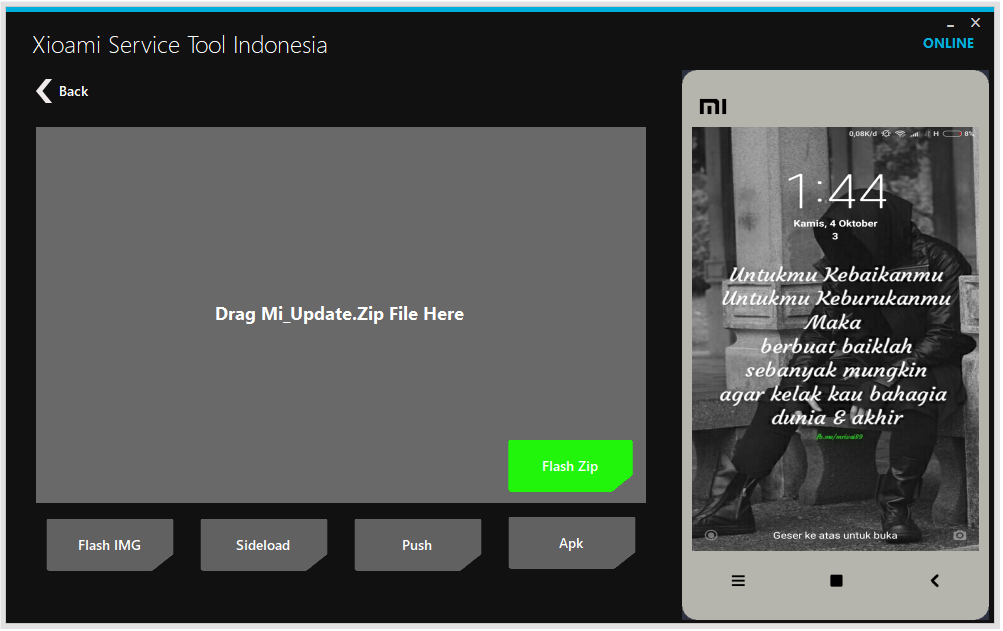 Xioami Service Tool Indonesia
ONLINE
Back
Drag Mi_Update.Zip File Here
Flash Zip
Flash IMG
Sideload
Push
Apk
mi
0,08K/d H 8%
1:44
Kamis, 4 Oktober
3
Untukmu Kebaikanmu
Untukmu Keburukanmu
Maka
berbuat baiklah
sebanyak mungkin
agar kelak kau bahagia
dunia & akhir
Geser ke atas untuk buka